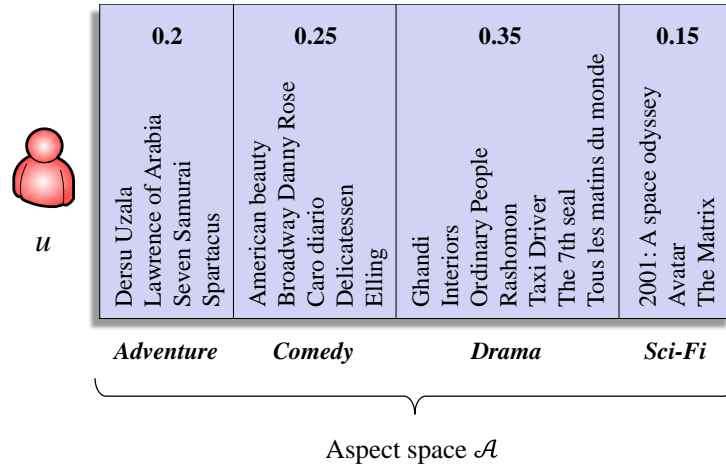 0.2
0.25
0.35
0.15
u
Dersu Uzala
Lawrence of Arabia
Seven Samurai
Spartacus
American beauty
Broadway Danny Rose
Caro diario
Delicatessen
Elling
Ghandi
Interiors
Ordinary People
Rashomon
Taxi Driver
The 7th seal
Tous les matins du monde
2001: A space odyssey
Avatar
The Matrix
Adventure
Comedy
Drama
Sci-Fi
Aspect space 𝒜